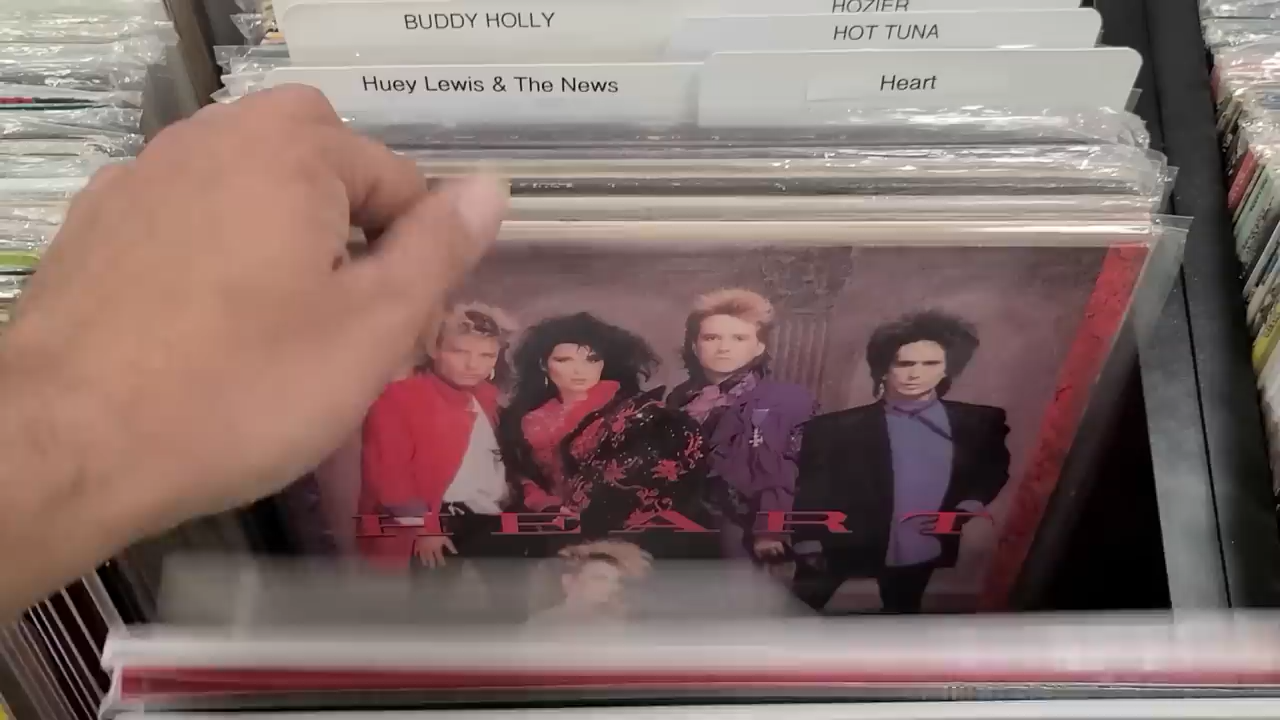 BUDDY HOLLY
HOZIER
HOT TUNA
Huey Lewis & The News
Heart
HEART